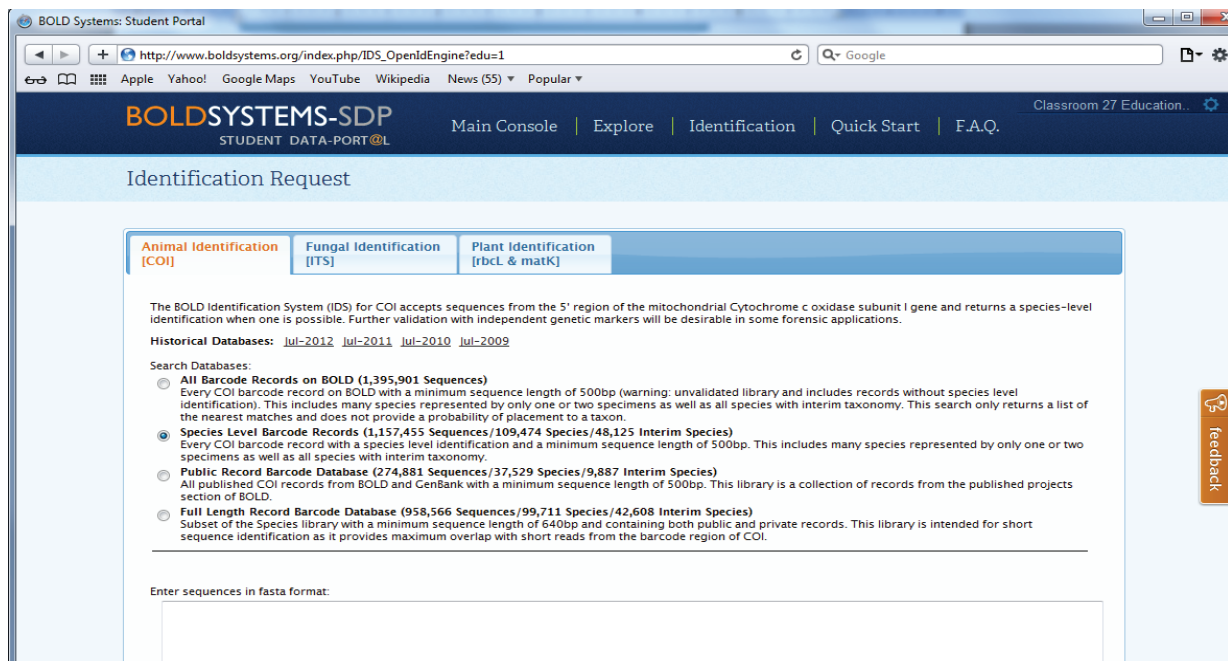 BOLD Systems: Student Portal
http://www.boldsystems.org/index.php/IDS_OpenIdEngine?edu=1
Google
Apple Yahoo! Google Maps YouTube Wikipedia News (55) Popular
Classroom 27 Education..
BOLDSYSTEMS-SDP
STUDENT DATA-PORT@L
Main Console | Explore | Identification | Quick Start | F.A.Q.
Identification Request
Animal Identification
[COI]
Fungal Identification
[ITS]
Plant Identification
[rbcL & matK]
The BOLD Identification System (IDS) for COI accepts sequences from the 5' region of the mitochondrial Cytochrome c oxidase subunit I gene and returns a species-level
identification when one is possible. Further validation with independent genetic markers will be desirable in some forensic applications.
Historical Databases: Jul-2012 Jul-2011 Jul-2010 Jul-2009
Search Databases:
All Barcode Records on BOLD (1,395,901 Sequences)
Every COI barcode record on BOLD with a minimum sequence length of 500bp (warning: unvalidated library and includes records without species level
identification). This includes many species represented by only one or two specimens as well as all species with interim taxonomy. This search only returns a list of
the nearest matches and does not provide a probability of placement to a taxon.
Species Level Barcode Records (1,157,455 Sequences/109,474 Species/48,125 Interim Species)
Every COI barcode record with a species level identification and a minimum sequence length of 500bp. This includes many species represented by only one or two
specimens as well as all species with interim taxonomy.
Public Record Barcode Database (274,881 Sequences/37,529 Species/9,887 Interim Species)
All published COI records from BOLD and GenBank with a minimum sequence length of 500bp. This library is a collection of records from the published projects
section of BOLD.
Full Length Record Barcode Database (958,566 Sequences/99,711 Species/42,608 Interim Species)
Subset of the Species library with a minimum sequence length of 640bp and containing both public and private records. This library is intended for short
sequence identification as it provides maximum overlap with short reads from the barcode region of COI.
feedback
Enter sequences in fasta format: